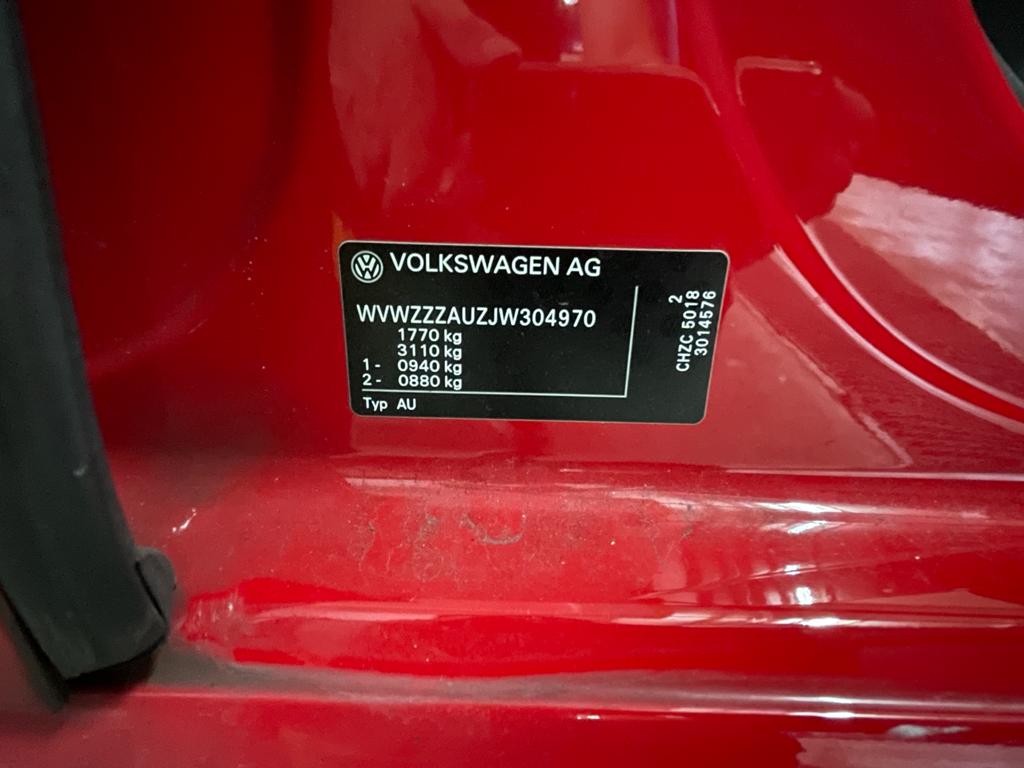 VOLKSWAGEN AG
WVWZZZAUZJW304970
1770 kg
3110 kg
1 - 0940 kg
2 - 0880 kg
Typ AU
2
CHZC 5018
3014576